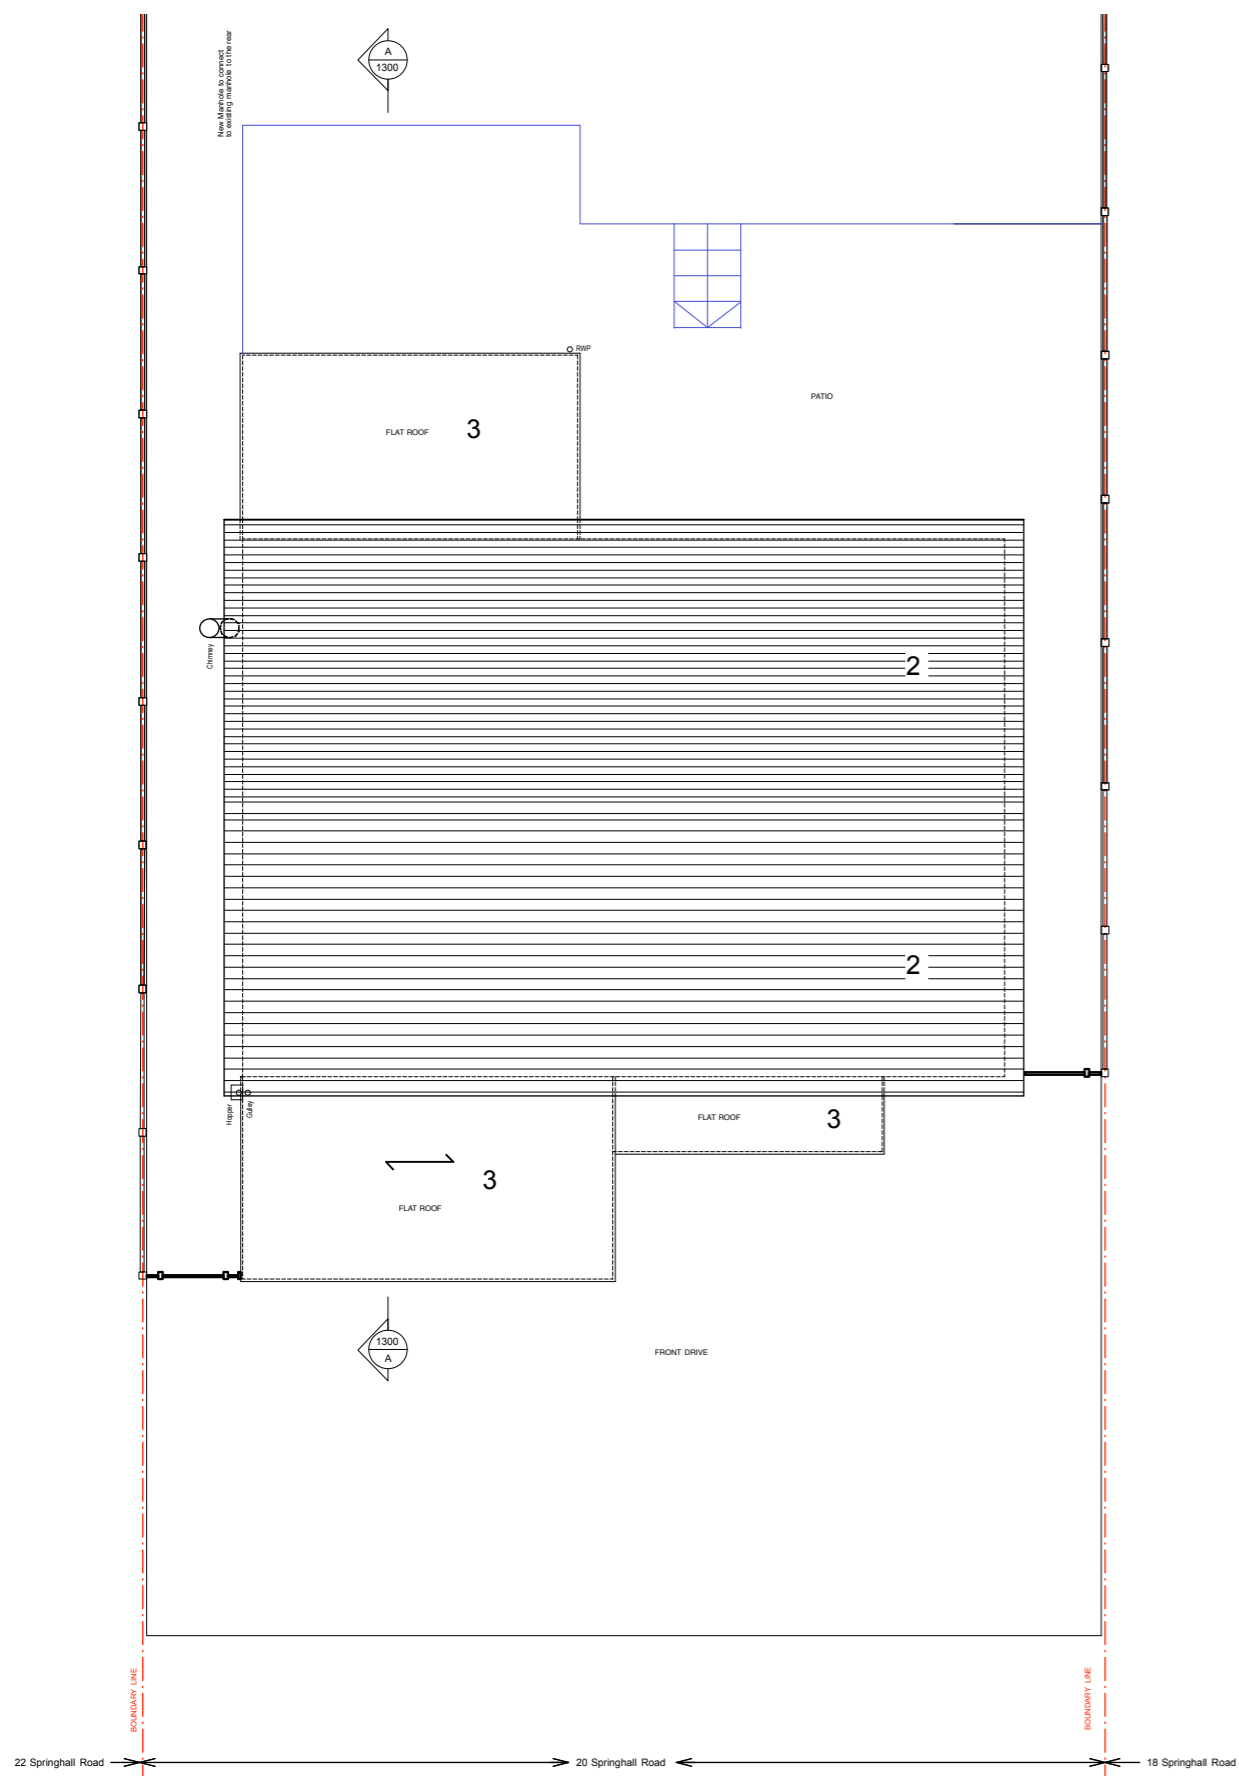 New Manhole to connect
to existing manhole to the rear
A
1300
RWP
PATIO
FLAT ROOF
3
Chimney
2
2
Hopper
Gulley
FLAT ROOF
3
3
FLAT ROOF
1300
A
FRONT DRIVE
BOUNDARY LINE
BOUNDARY LINE
22 Springhall Road
20 Springhall Road
18 Springhall Road